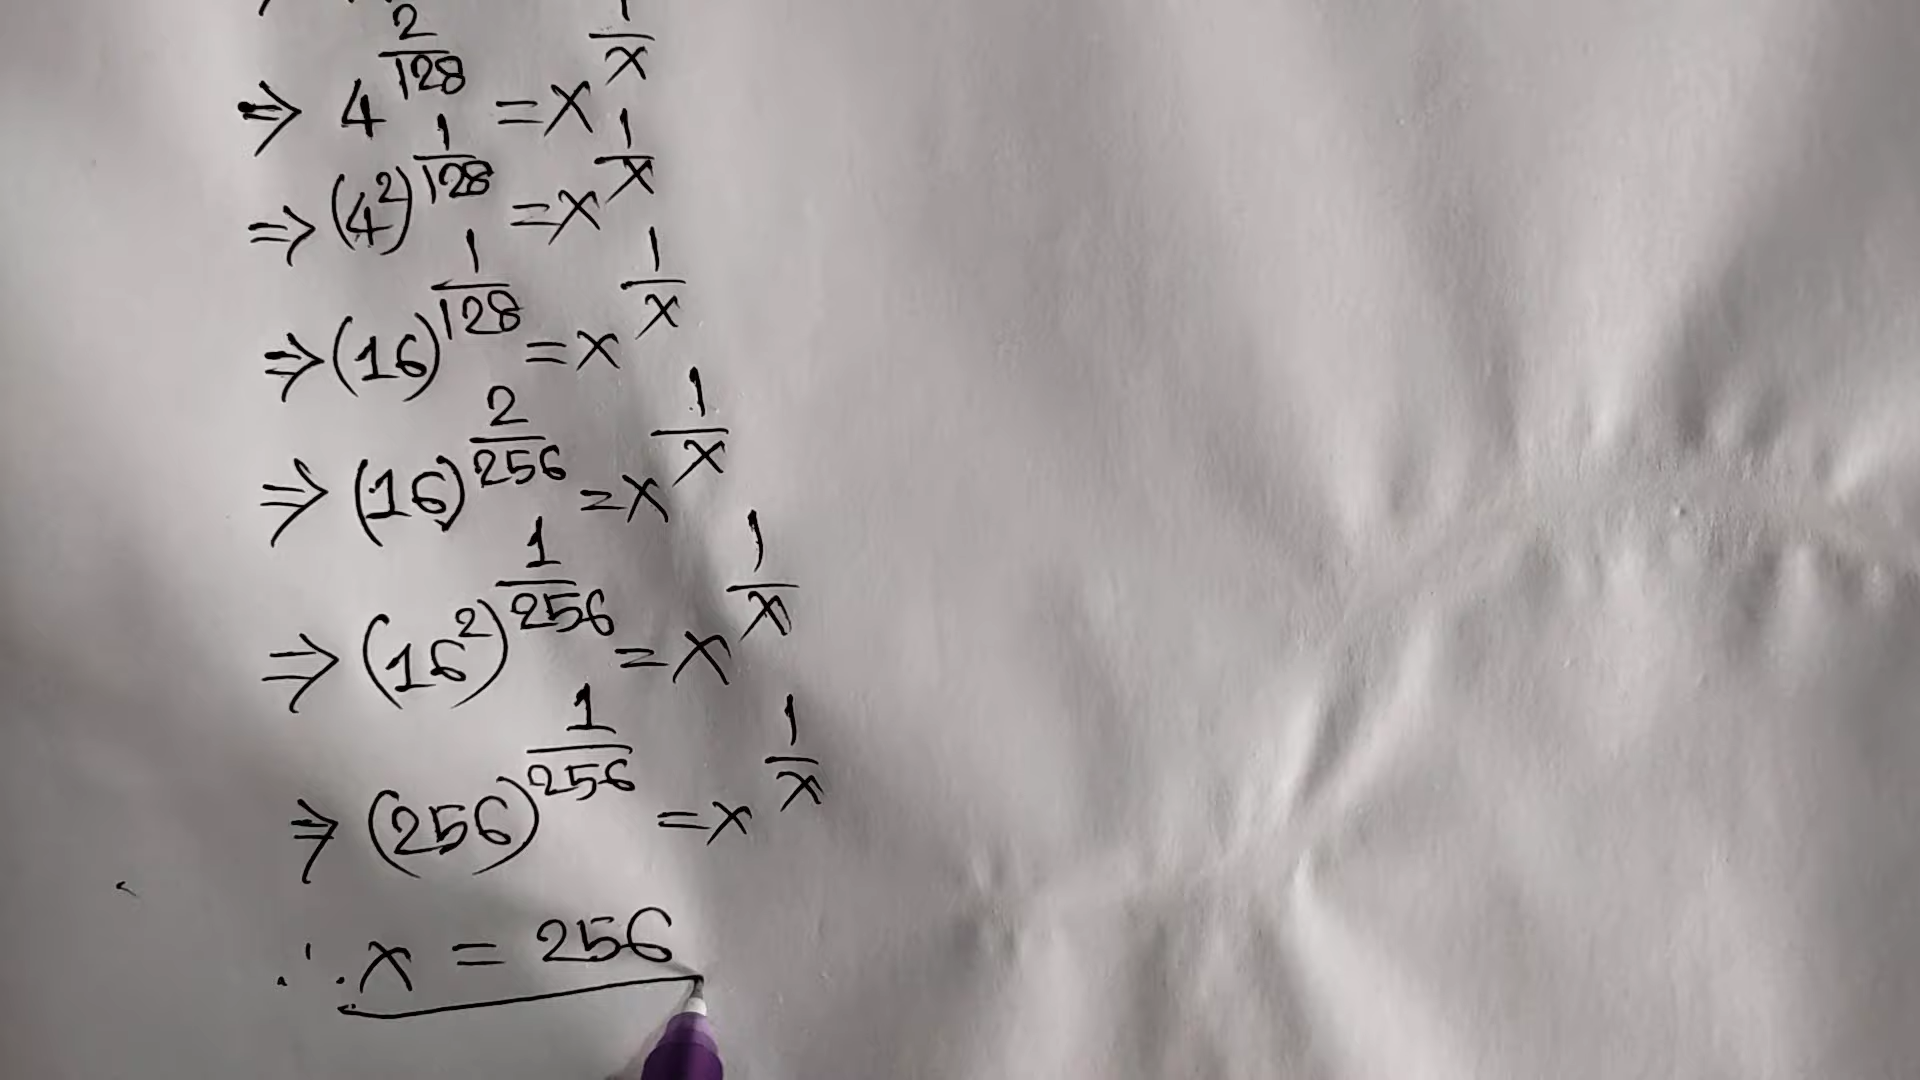 ⇒ 4^(2/128) = x^(1/x)
⇒ (4²)^(1/128) = x^(1/x)
⇒ (16)^(1/128) = x^(1/x)
⇒ (16)^(2/256) = x^(1/x)
⇒ (16²)^(1/256) = x^(1/x)
⇒ (256)^(1/256) = x^(1/x)
∴ x = 256